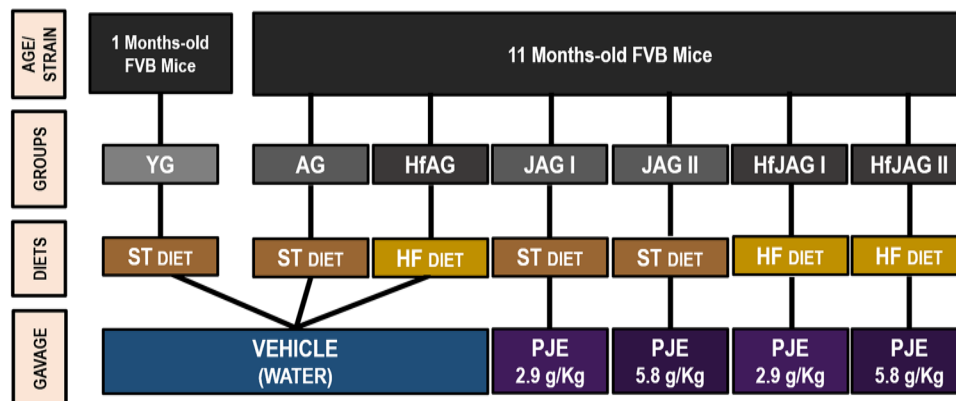 AGE/
STRAIN
1 Months-old
FVB Mice
11 Months-old FVB Mice
GROUPS
YG
AG
HfAG
JAG I
JAG II
HfJAG I
HfJAG II
DIETS
ST DIET
ST DIET
HF DIET
ST DIET
ST DIET
HF DIET
HF DIET
GAVAGE
VEHICLE
(WATER)
PJE
2.9 g/Kg
PJE
5.8 g/Kg
PJE
2.9 g/Kg
PJE
5.8 g/Kg